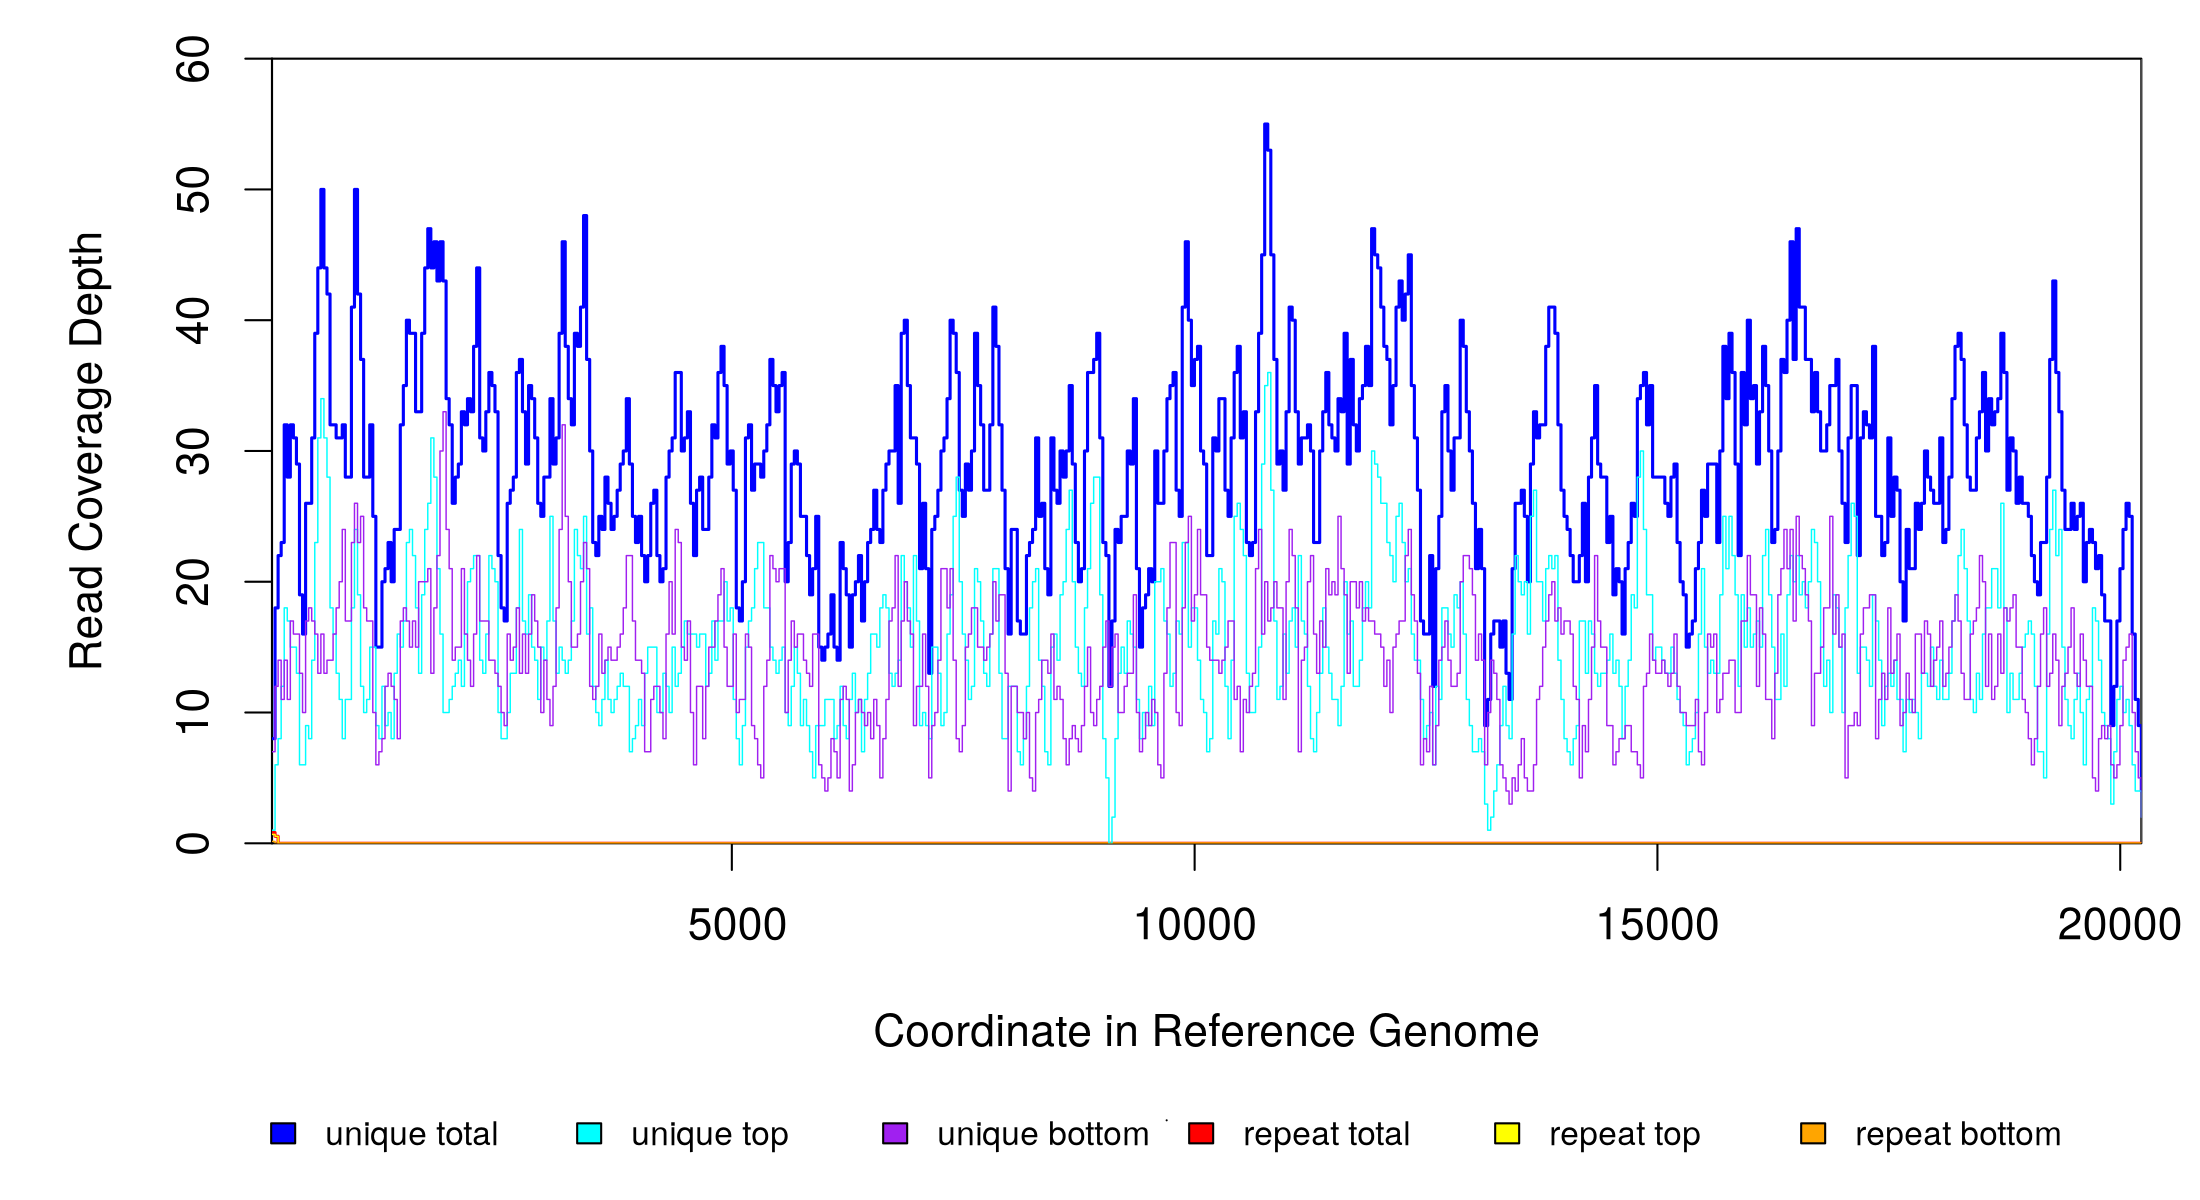 60
50
40
30
20
10
0
Read Coverage Depth
5000 10000 15000 20000
Coordinate in Reference Genome
unique total unique top unique bottom repeat total repeat top repeat bottom